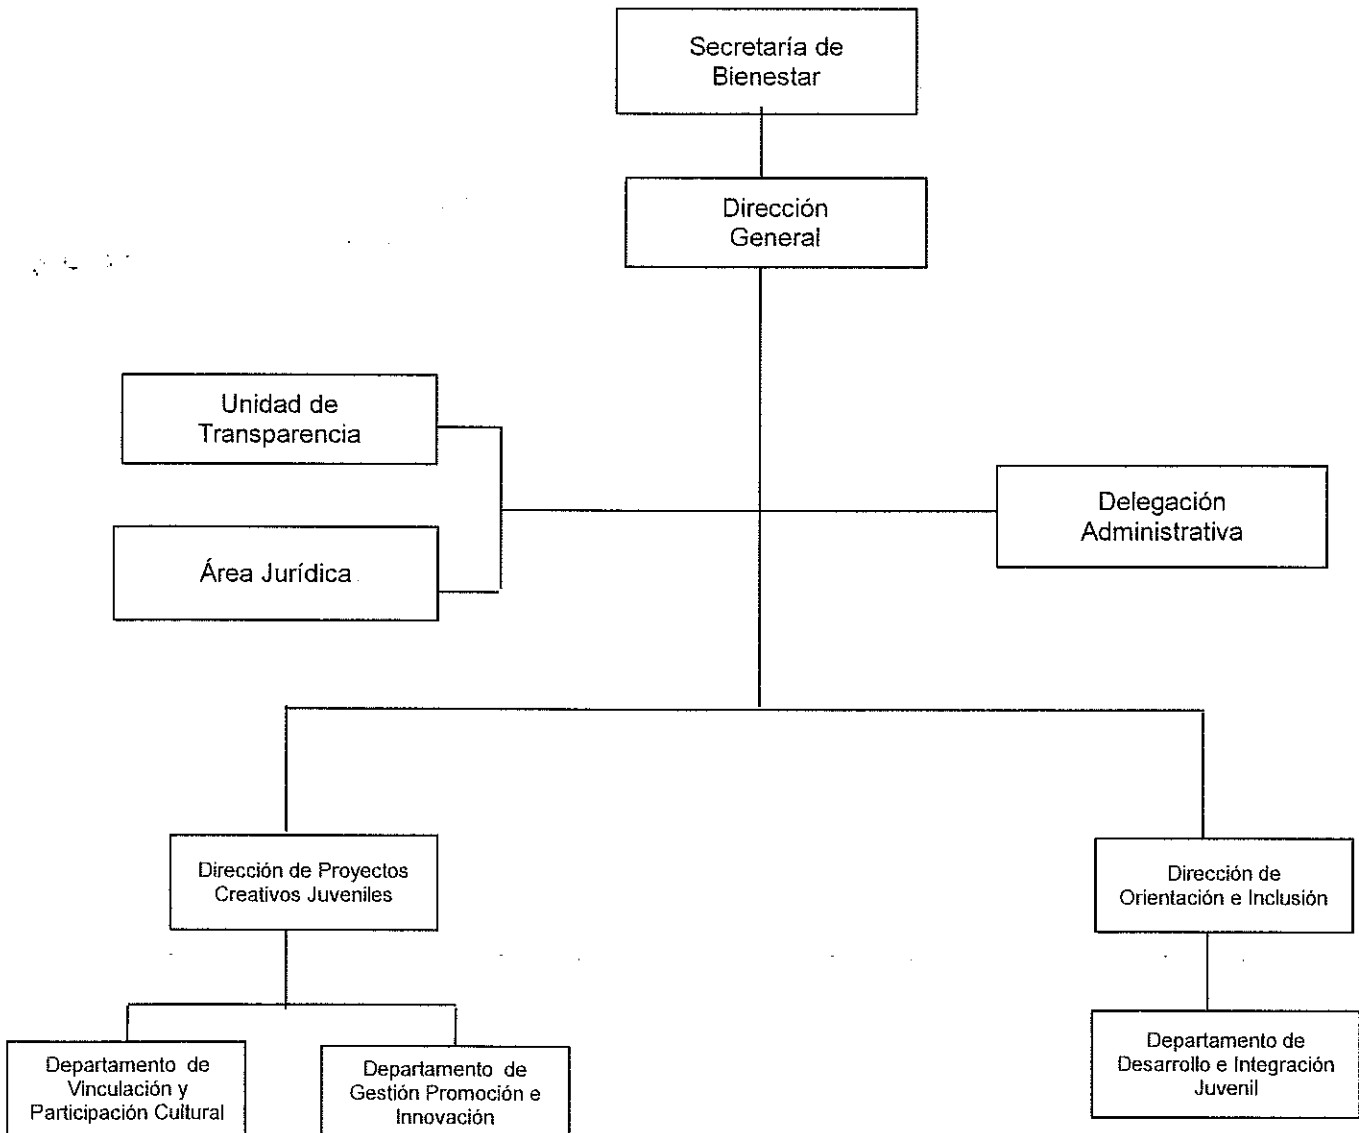 Secretaría de
Bienestar
Dirección
General
Unidad de
Transparencia
Delegación
Administrativa
Área Jurídica
Dirección de Proyectos
Creativos Juveniles
Dirección de
Orientación e Inclusión
Departamento de
Vinculación y
Participación Cultural
Departamento de
Gestión Promoción e
Innovación
Departamento de
Desarrollo e Integración
Juvenil